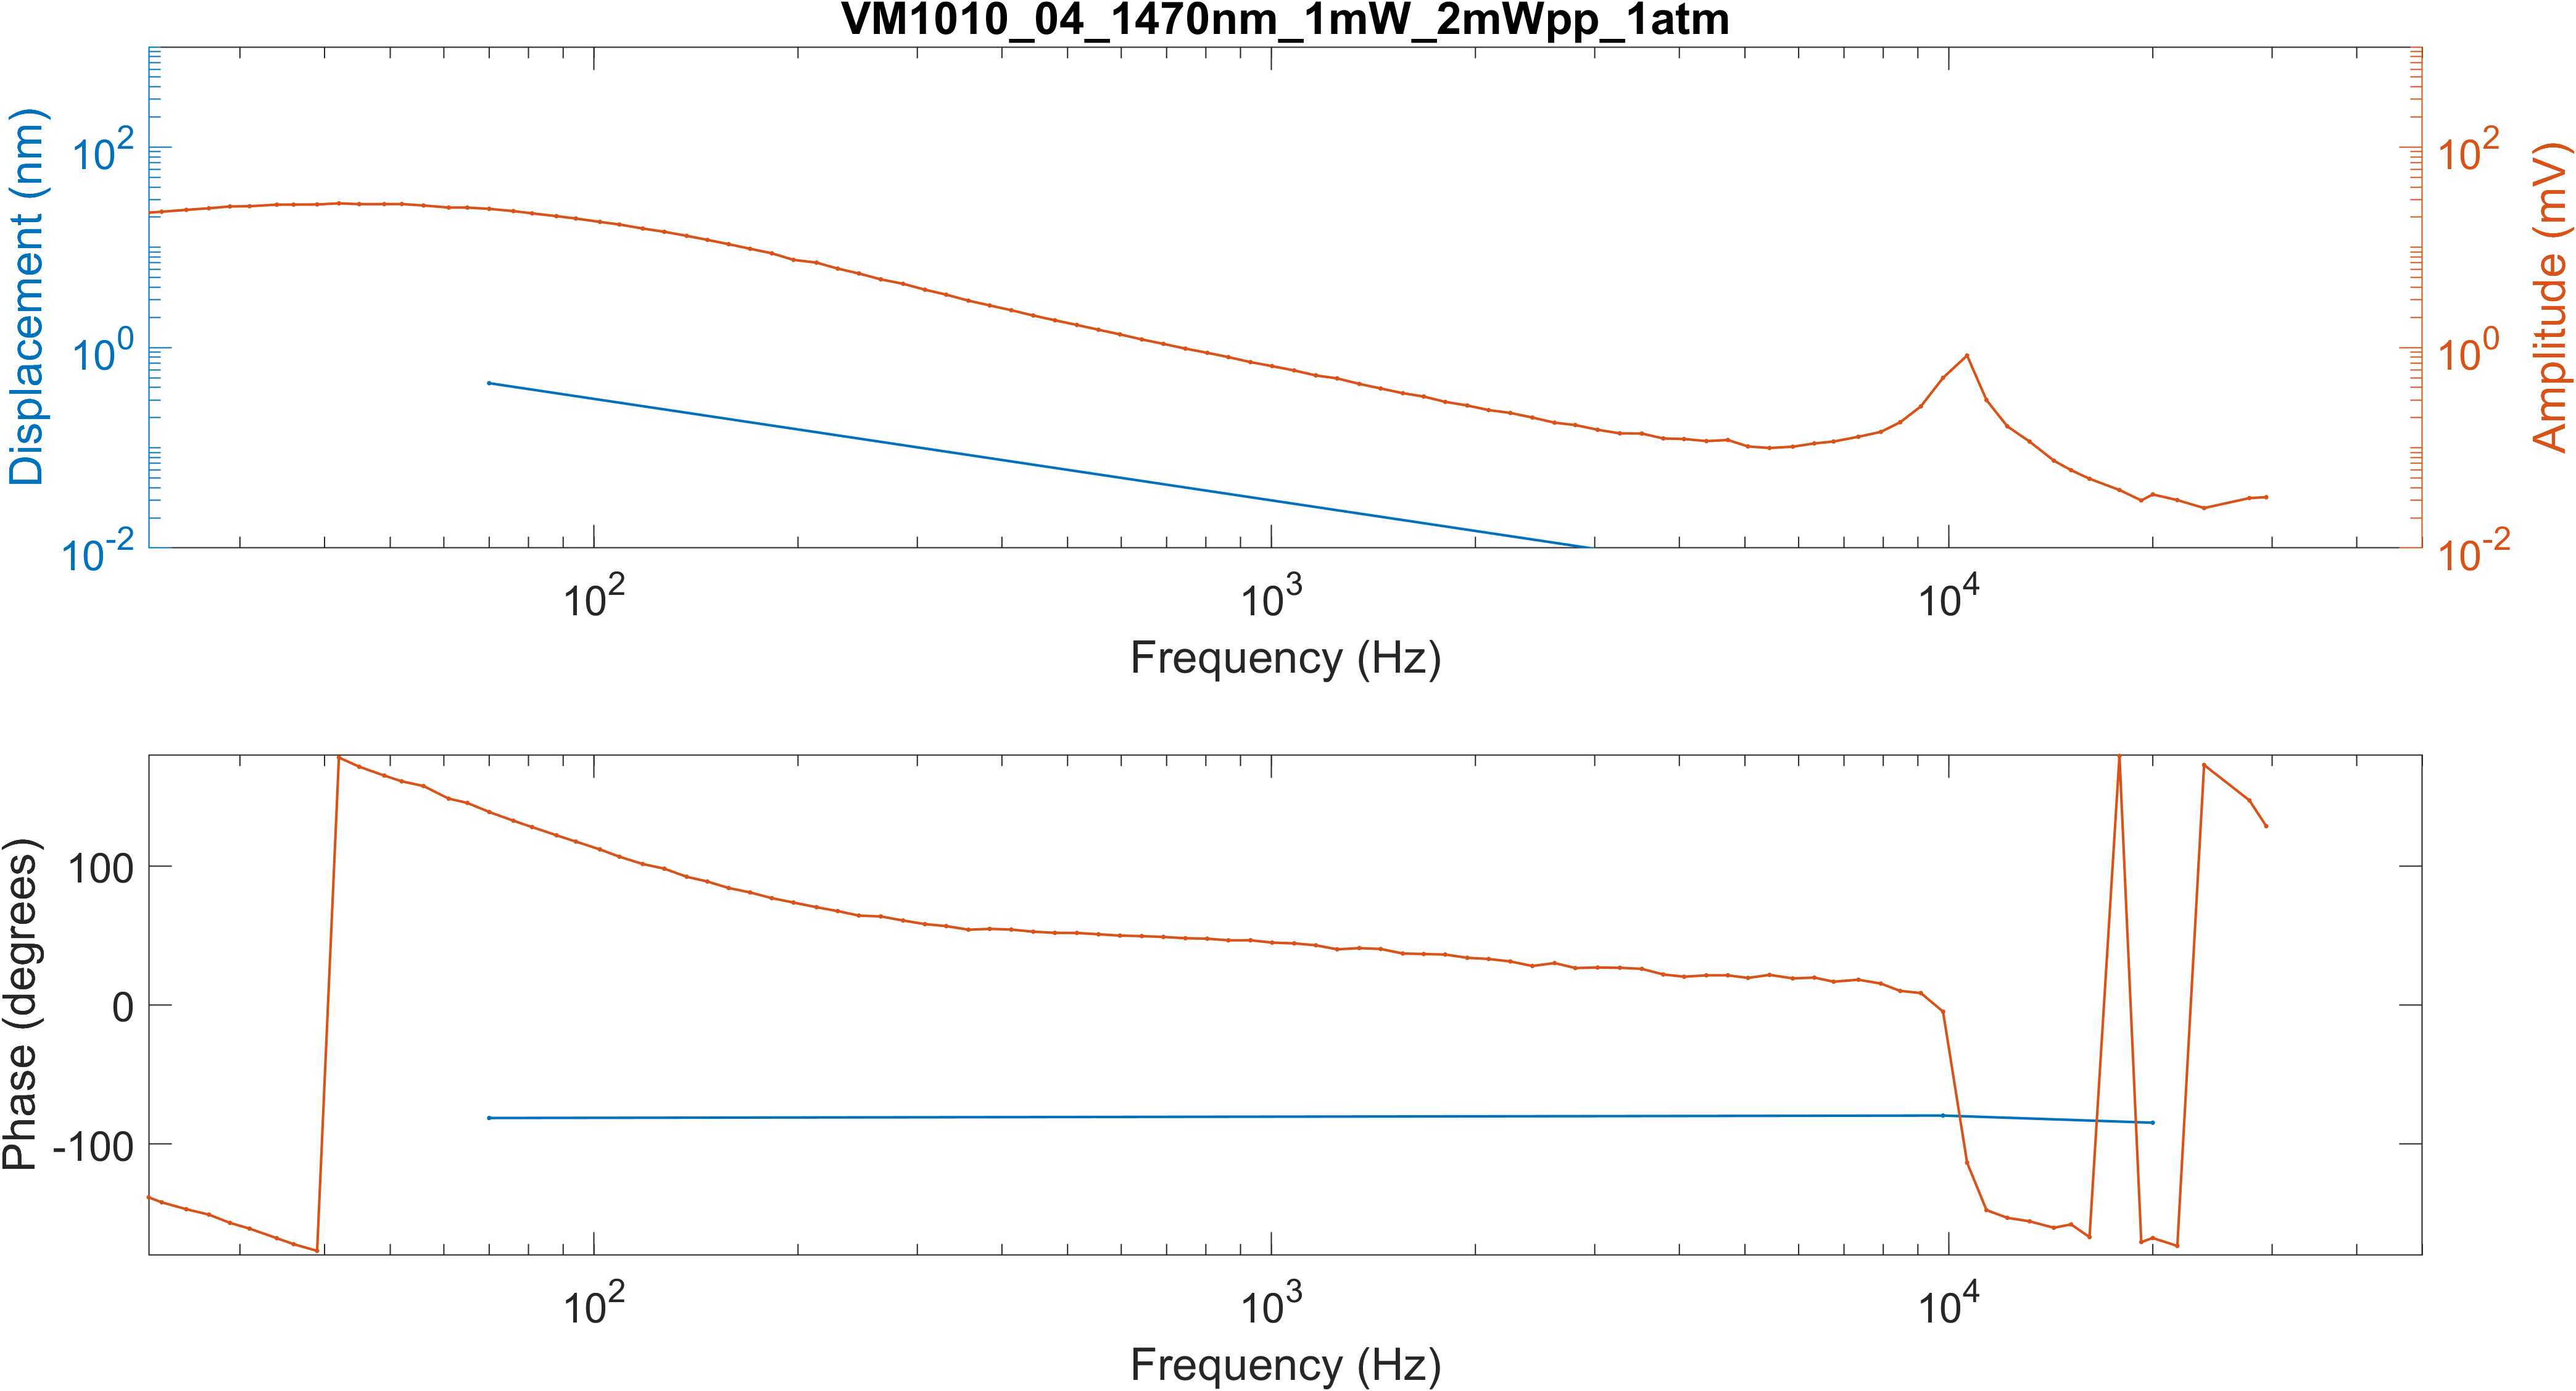 VM1010_04_1470nm_1mW_2mWpp_1atm
Displacement (nm)
10^2
10^0
10^-2
Amplitude (mV)
10^2
10^0
10^-2
10^2 10^3 10^4
Frequency (Hz)
Phase (degrees)
100
0
-100
10^2 10^3 10^4
Frequency (Hz)